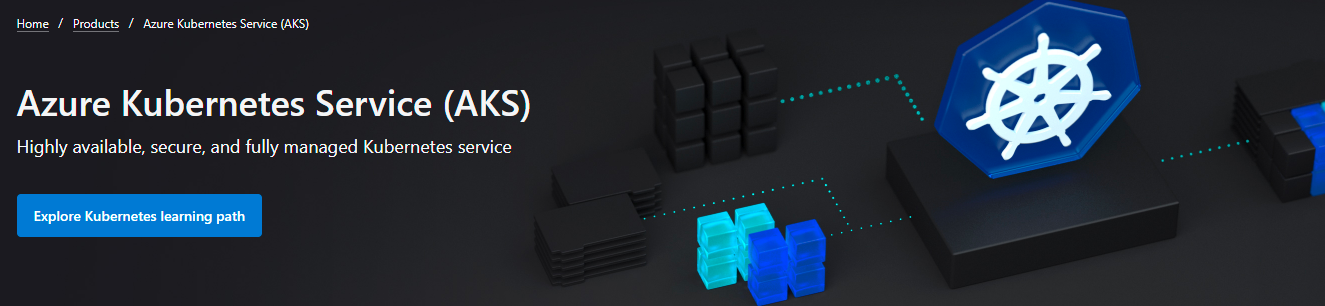 Home / Products / Azure Kubernetes Service (AKS)
Azure Kubernetes Service (AKS)
Highly available, secure, and fully managed Kubernetes service
Explore Kubernetes learning path